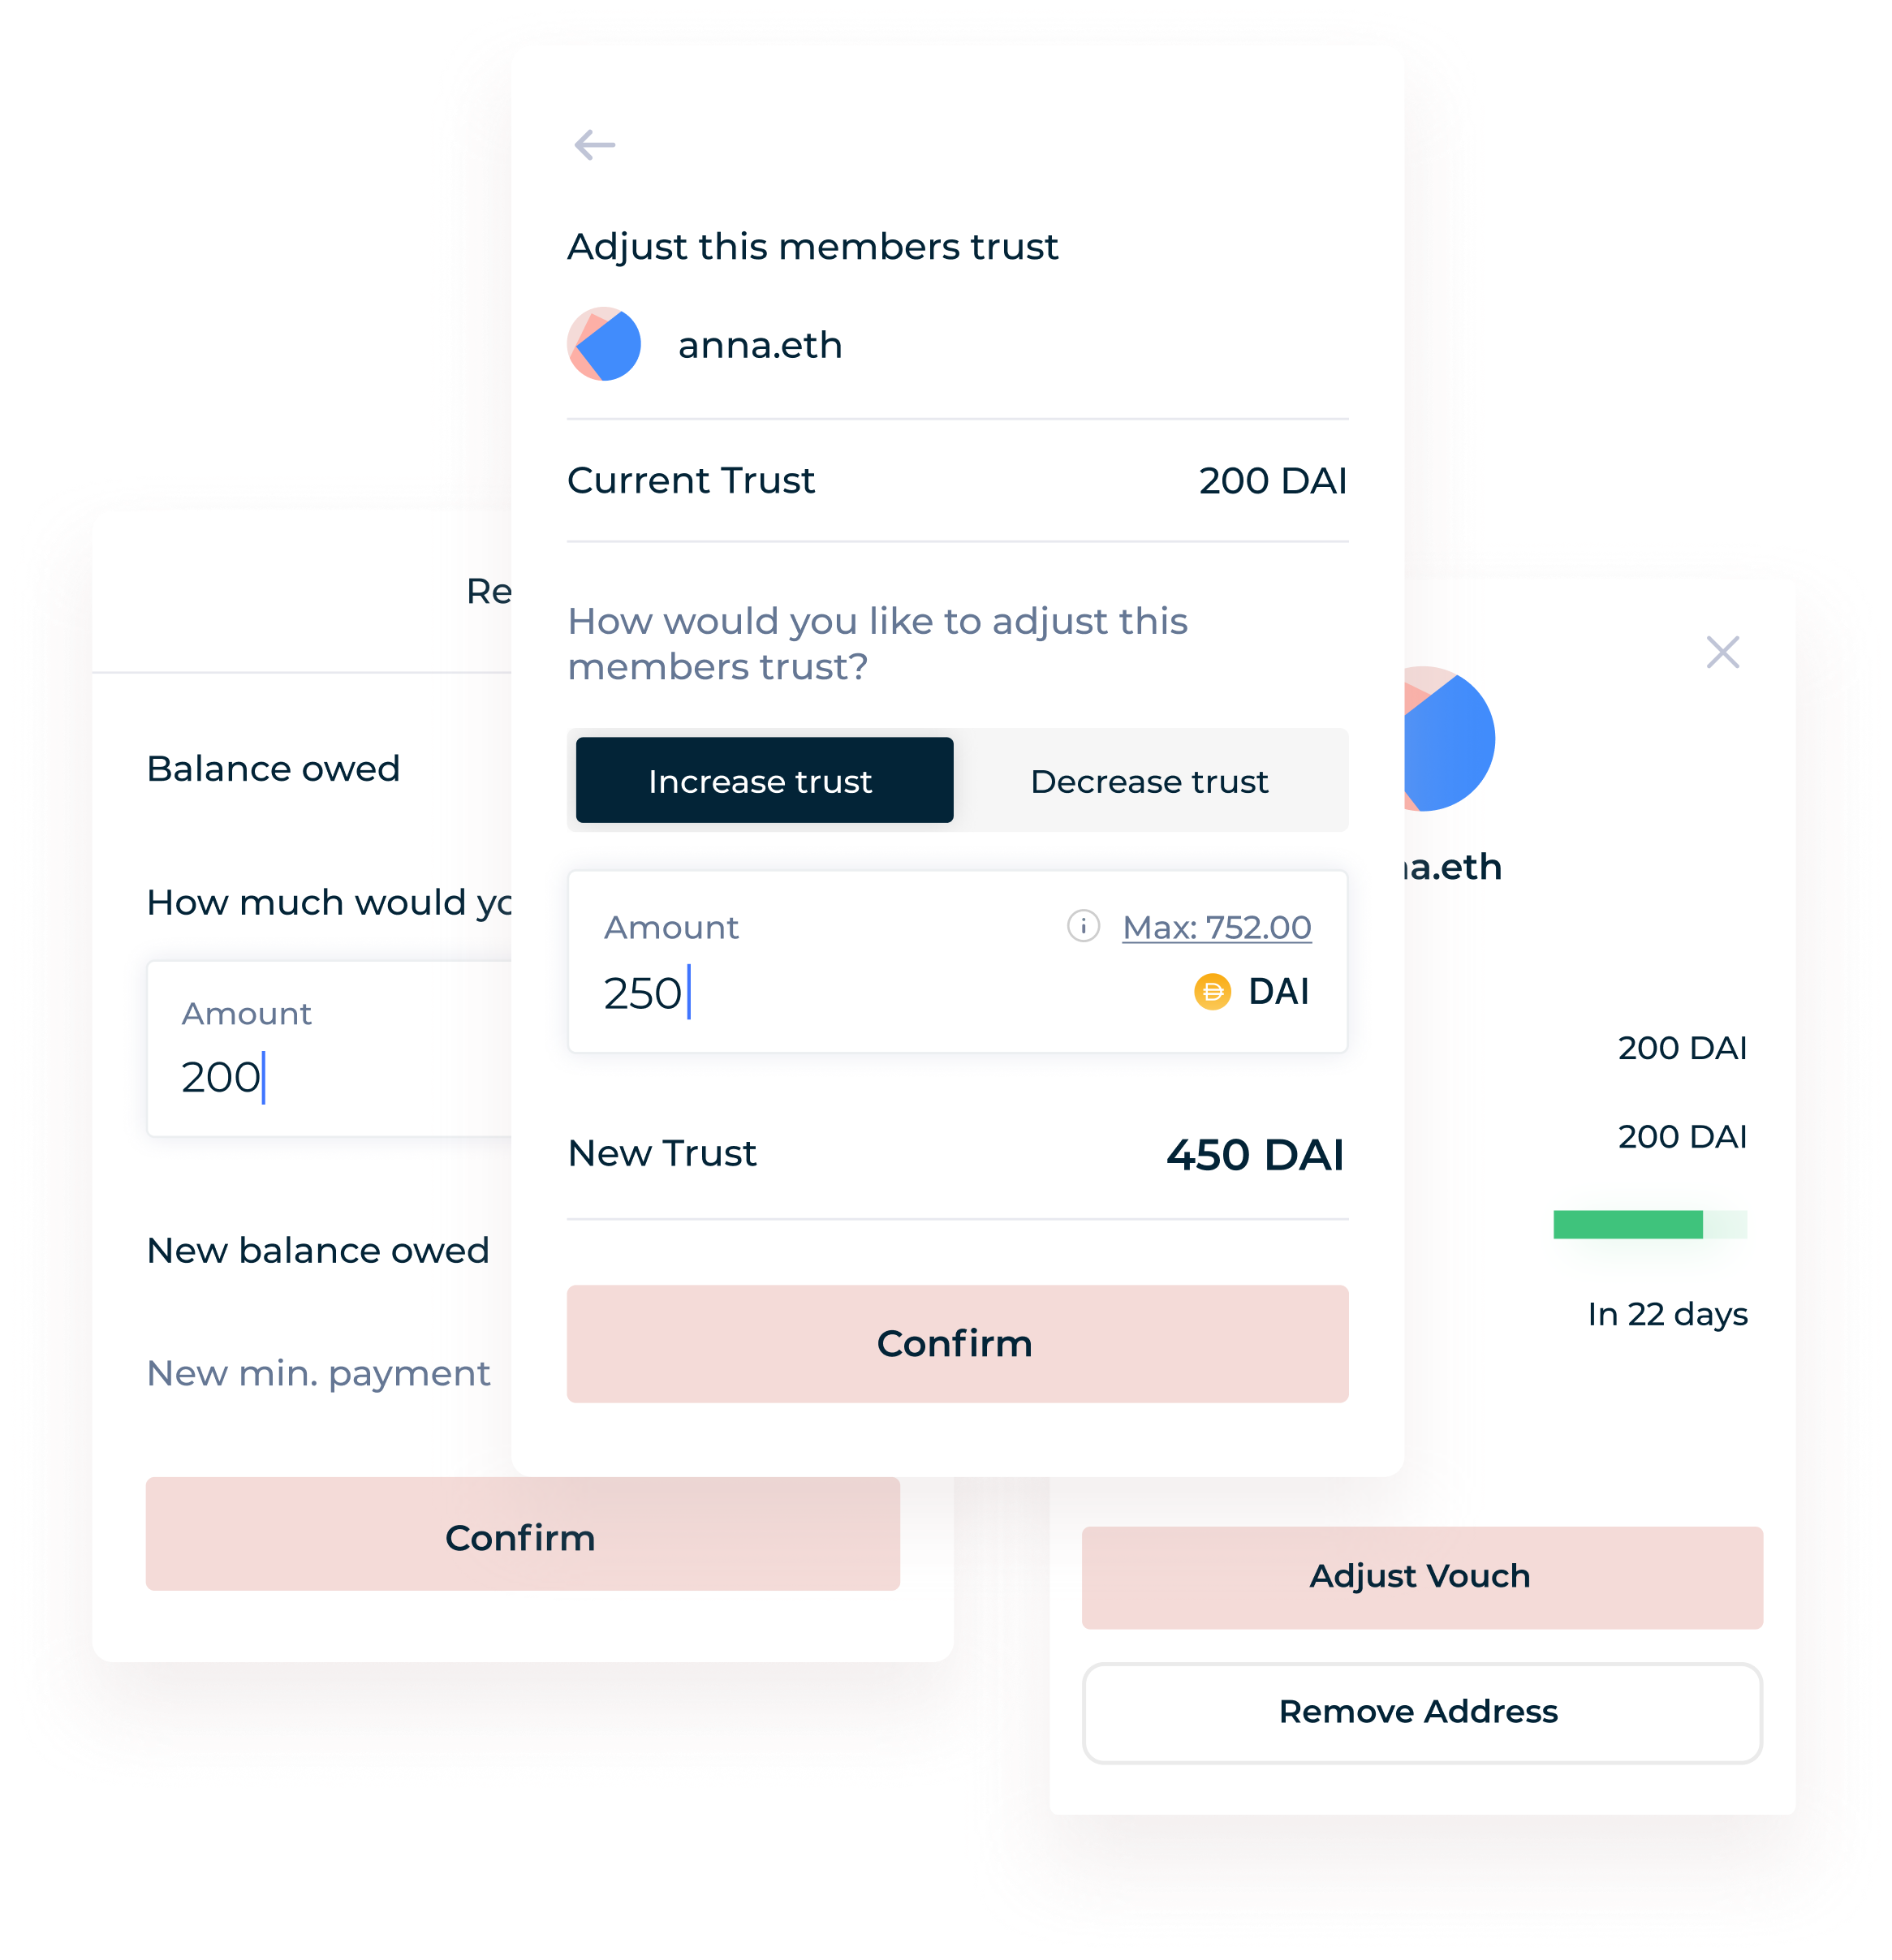 Adjust this members trust
anna.eth
Current Trust 200 DAI
How would you like to adjust this
members trust?
Increase trust Decrease trust
Amount Max: 752.00
250 DAI
New Trust 450 DAI
Confirm
Balance owed
How much would
Amount
200
New balance owed
New min. payment
Confirm
200 DAI
200 DAI
In 22 days
Adjust Vouch
Remove Address